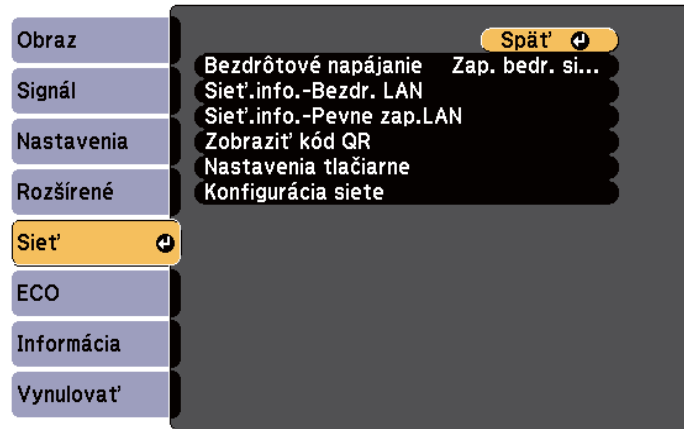 Obraz
Signál
Nastavenia
Rozšírené
Sieť
ECO
Informácia
Vynulovať
Späť
Bezdrôtové napájanie Zap. bedr. si...
Sieť.info.-Bezdr. LAN
Sieť.info.-Pevne zap.LAN
Zobraziť kód QR
Nastavenia tlačiarne
Konfigurácia siete